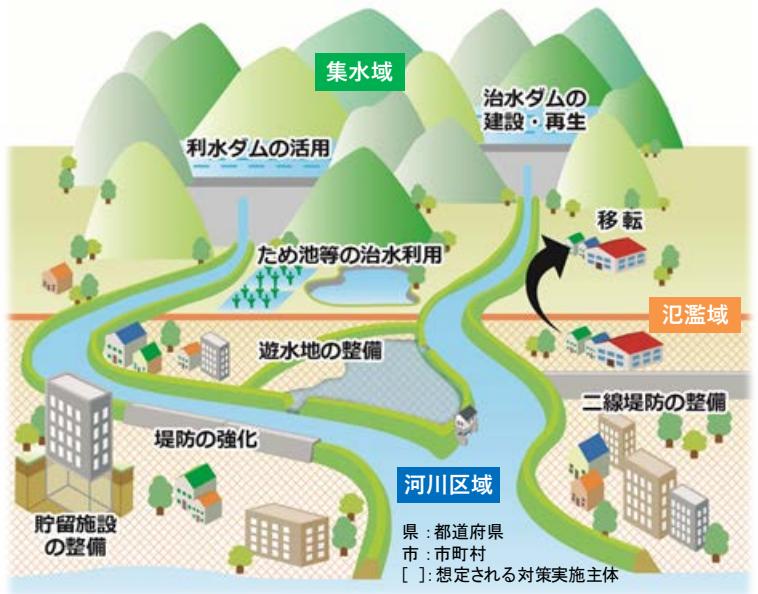 集水域
治水ダムの
建設・再生
利水ダムの活用
移転
ため池等の治水利用
氾濫域
遊水地の整備
二線堤防の整備
堤防の強化
河川区域
貯留施設
の整備
県：都道府県
市：市町村
[ ]：想定される対策実施主体